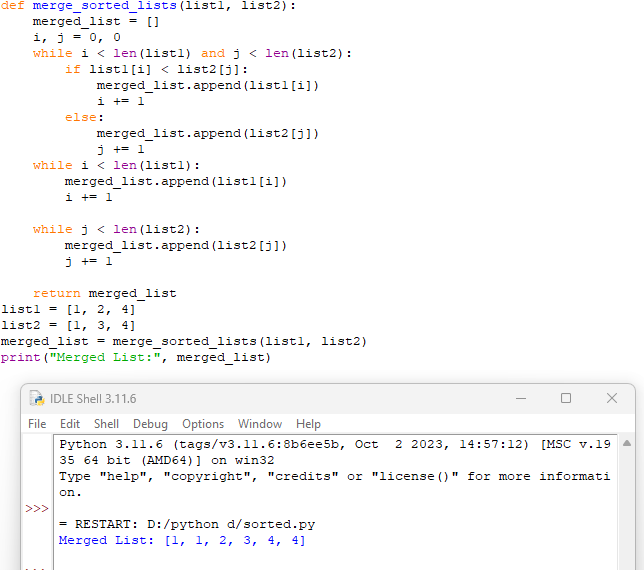 def merge_sorted_lists(list1, list2):
    merged_list = []
    i, j = 0, 0
    while i < len(list1) and j < len(list2):
        if list1[i] < list2[j]:
            merged_list.append(list1[i])
            i += 1
        else:
            merged_list.append(list2[j])
            j += 1
    while i < len(list1):
        merged_list.append(list1[i])
        i += 1
    while j < len(list2):
        merged_list.append(list2[j])
        j += 1
    return merged_list
list1 = [1, 2, 4]
list2 = [1, 3, 4]
merged_list = merge_sorted_lists(list1, list2)
print("Merged List:", merged_list)
IDLE Shell 3.11.6
File Edit Shell Debug Options Window Help
Python 3.11.6 (tags/v3.11.6:8b6ee5b, Oct  2 2023, 14:57:12) [MSC v.19
35 64 bit (AMD64)] on win32
Type "help", "copyright", "credits" or "license()" for more informati
on.
>>>
= RESTART: D:/python d/sorted.py
Merged List: [1, 1, 2, 3, 4, 4]